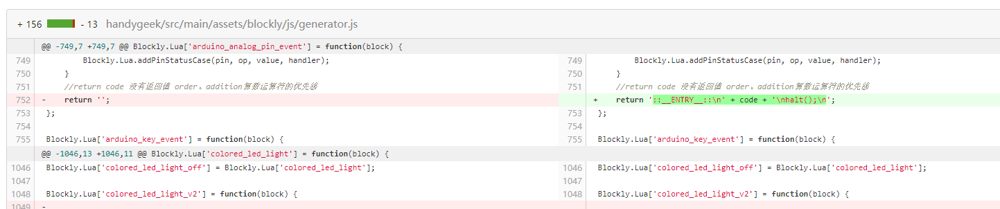 + 156 - 13 handygeek/src/main/assets/blockly/js/generator.js
@@ -749,7 +749,7 @@ Blockly.Lua['arduino_analog_pin_event'] = function(block) {
749 Blockly.Lua.addPinStatusCase(pin, op, value, handler);
750 }
751 //return code 没有返回值 order。addition算数运算符的优先级
752 - return '';
753 };
754
755 Blockly.Lua['arduino_key_event'] = function(block) {
@@ -1046,13 +1046,11 @@ Blockly.Lua['colored_led_light'] = function(block) {
1046 Blockly.Lua['colored_led_light_off'] = Blockly.Lua['colored_led_light'];
1047
1048 Blockly.Lua['colored_led_light_v2'] = function(block) {
1049 -
749 Blockly.Lua.addPinStatusCase(pin, op, value, handler);
750 }
751 //return code 没有返回值 order。addition算数运算符的优先级
752 + return '::__ENTRY__::\n' + code + '\nhalt();\n';
753 };
754
755 Blockly.Lua['arduino_key_event'] = function(block) {
1046 Blockly.Lua['colored_led_light_off'] = Blockly.Lua['colored_led_light'];
1047
1048 Blockly.Lua['colored_led_light_v2'] = function(block) {